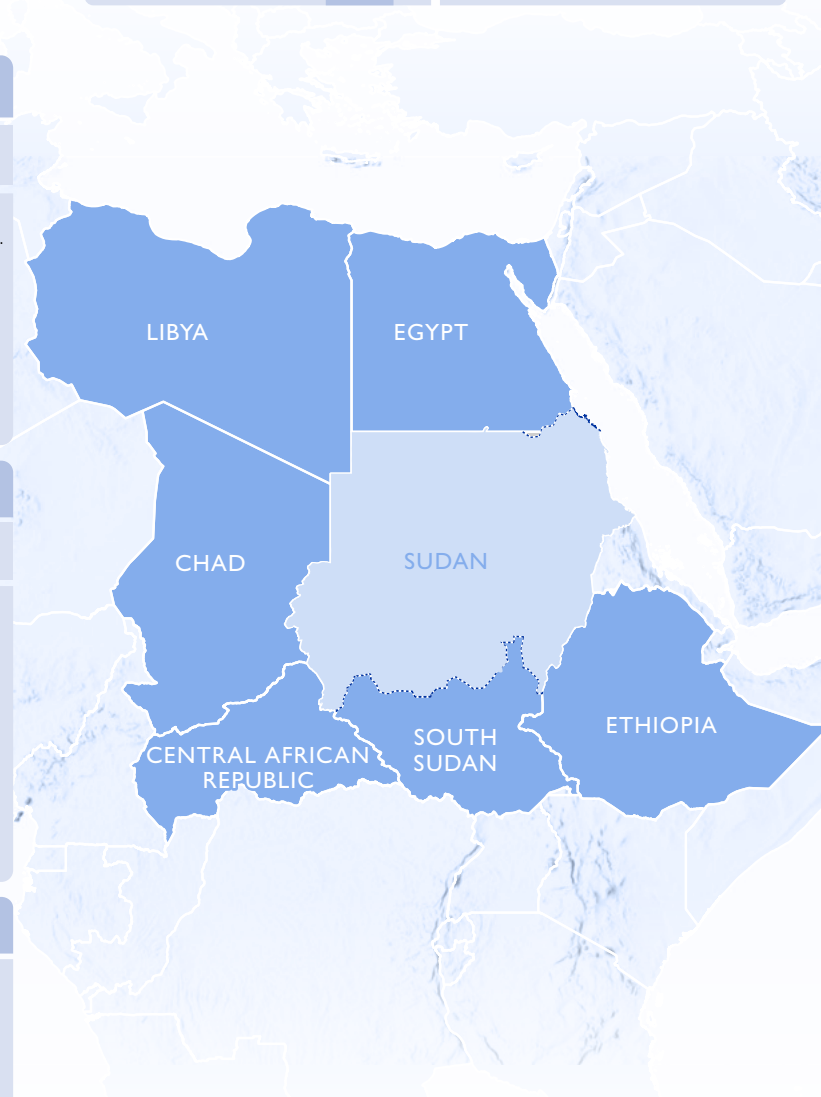 LIBYA
EGYPT
CHAD
SUDAN
ETHIOPIA
SOUTH
SUDAN
CENTRAL AFRICAN
REPUBLIC